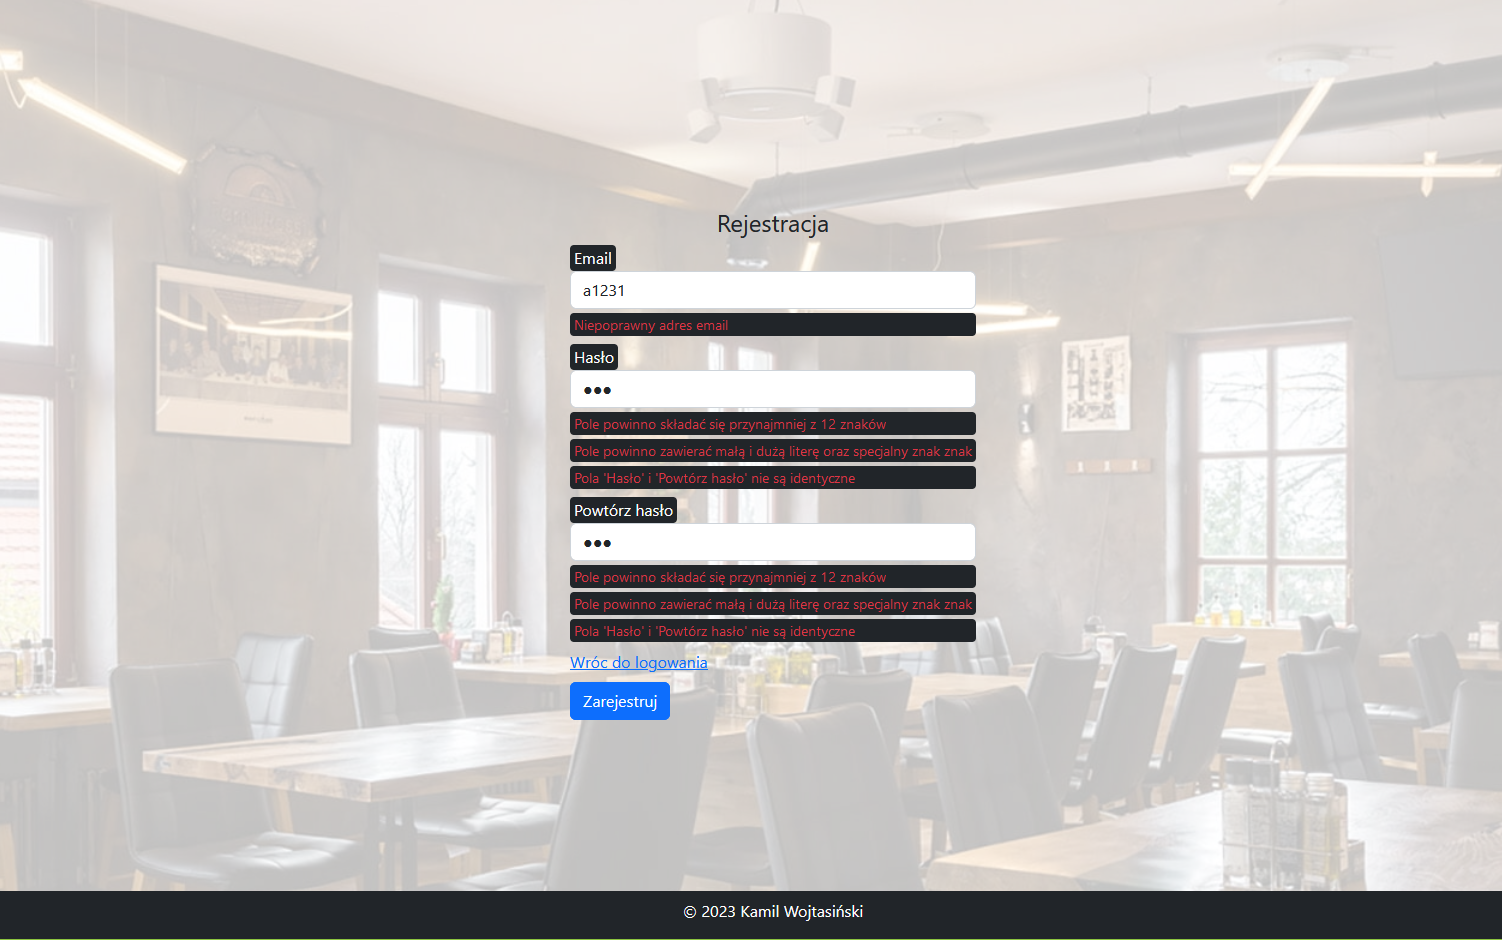 Rejestracja
Email
a1231
Niepoprawny adres email
Hasło
●●●
Pole powinno składać się przynajmniej z 12 znaków
Pole powinno zawierać małą i dużą literę oraz specjalny znak znak
Pola 'Hasło' i 'Powtórz hasło' nie są identyczne
Powtórz hasło
●●●
Pole powinno składać się przynajmniej z 12 znaków
Pole powinno zawierać małą i dużą literę oraz specjalny znak znak
Pola 'Hasło' i 'Powtórz hasło' nie są identyczne
Wróc do logowania
Zarejestruj
© 2023 Kamil Wojtasiński